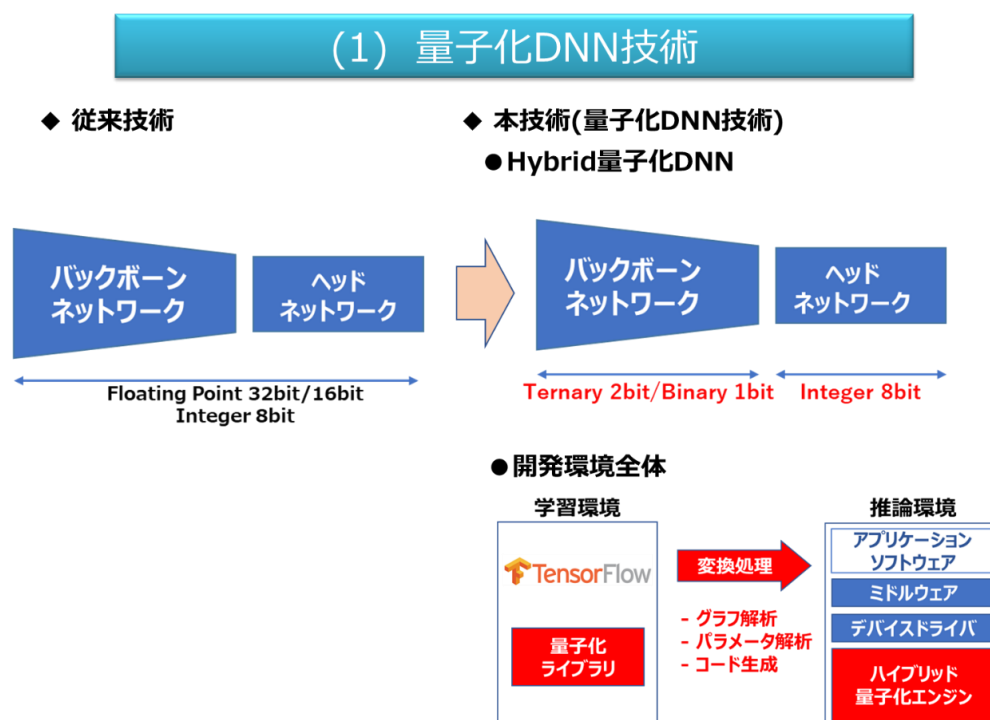 (1) 量子化DNN技術
◆ 従来技術
バックボーン
ネットワーク
ヘッド
ネットワーク
Floating Point 32bit/16bit
Integer 8bit
◆ 本技術(量子化DNN技術)
●Hybrid量子化DNN
バックボーン
ネットワーク
ヘッド
ネットワーク
Ternary 2bit/Binary 1bit
Integer 8bit
●開発環境全体
学習環境
TensorFlow
量子化
ライブラリ
変換処理
- グラフ解析
- パラメータ解析
- コード生成
推論環境
アプリケーション
ソフトウェア
ミドルウェア
デバイスドライバ
ハイブリッド
量子化エンジン